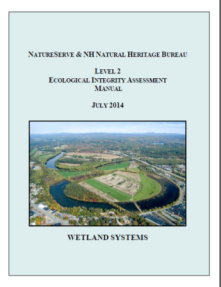 NATURESERVE & NH NATURAL HERITAGE BUREAU
LEVEL 2
ECOLOGICAL INTEGRITY ASSESSMENT
MANUAL
JULY 2014
WETLAND SYSTEMS